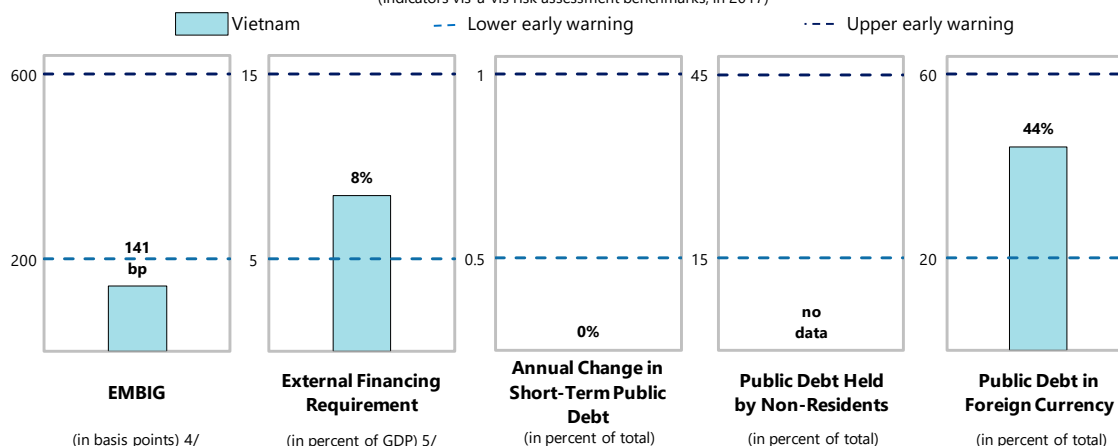 (Indicators vis-à-vis risk assessment benchmarks, in 2017)
Vietnam Lower early warning Upper early warning
600 15 1 45 60
44%
8%
141
bp
200 5 0.5 15 20
no
data
0%
EMBIG
(in basis points) 4/
External Financing
Requirement
(in percent of GDP) 5/
Annual Change in
Short-Term Public
Debt
(in percent of total)
Public Debt Held
by Non-Residents
(in percent of total)
Public Debt in
Foreign Currency
(in percent of total)